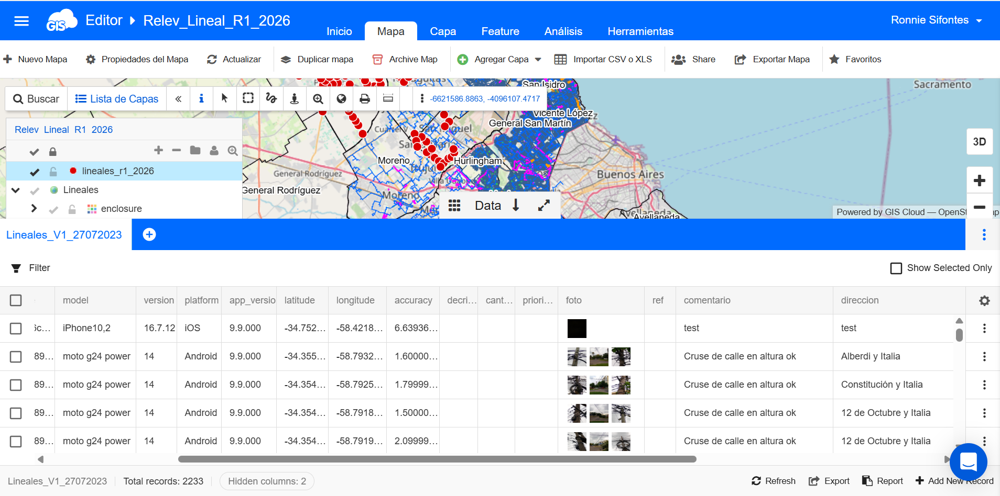 GIS Editor Relev_Lineal_R1_2026
Inicio Mapa Capa Feature Análisis Herramientas
Ronnie Sifontes
Nuevo Mapa Propiedades del Mapa Actualizar Duplicar mapa Archive Map Agregar Capa Importar CSV o XLS Share Exportar Mapa Favoritos
Buscar Lista de Capas « i -6621586.8863, -4096107.4717
San Isidro
Sacramento
Vicente López
General San Martín
Moreno
Hurlingham
General Rodríguez
General Rodríguez
Buenos Aires
Moreno
Avellaneda
Avellaneda
3D
Relev_Lineal_R1_2026
lineales_r1_2026
Lineales
enclosure
Data
Powered by GIS Cloud — OpenSt
Lineales_V1_27072023
Filter
Show Selected Only
model version platform app_versio latitude longitude accuracy decri... cant... priori... foto ref comentario direccion
6c... iPhone10,2 16.7.12 iOS 9.9.000 -34.752... -58.4218... 6.63936... test test
89... moto g24 power 14 Android 9.9.000 -34.355... -58.7932... 1.60000... Cruse de calle en altura ok Alberdi y Italia
89... moto g24 power 14 Android 9.9.000 -34.354... -58.7925... 1.79999... Cruse de calle en altura ok Constitución y Italia
89... moto g24 power 14 Android 9.9.000 -34.354... -58.7918... 1.50000... Cruse de calle en altura ok 12 de Octubre y Italia
89... moto g24 power 14 Android 9.9.000 -34.354... -58.7919... 2.09999... Cruse de calle en altura ok 12 de Octubre y Italia
Lineales_V1_27072023 Total records: 2233 Hidden columns: 2 Refresh Export Report Add New Record